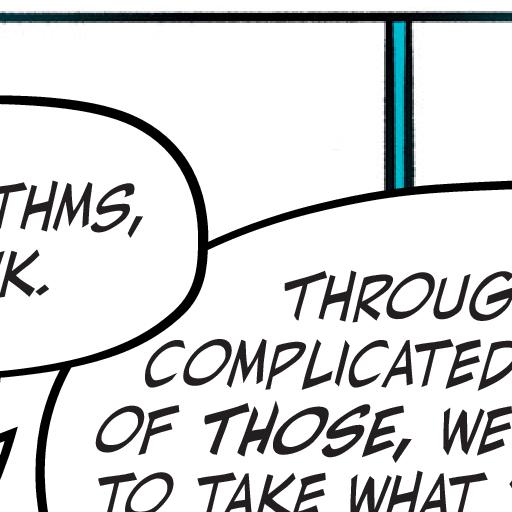 THMS,
K.
THROUG
COMPLICATED
OF THOSE, WE
TO TAKE WHAT